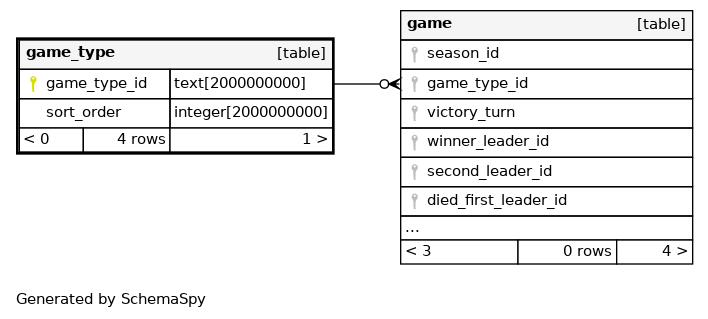 game_type [table]
game_type_id text[2000000000]
sort_order integer[2000000000]
< 0 4 rows 1 >
game [table]
season_id
game_type_id
victory_turn
winner_leader_id
second_leader_id
died_first_leader_id
...
< 3 0 rows 4 >
Generated by SchemaSpy